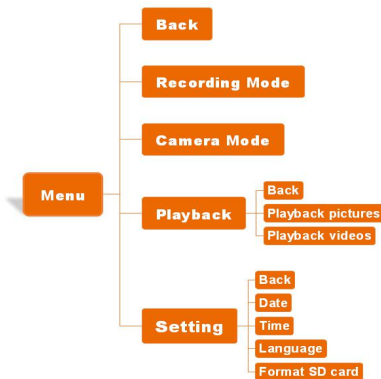 Back
Recording Mode
Camera Mode
Menu
Playback
Back
Playback pictures
Playback videos
Setting
Back
Date
Time
Language
Format SD card